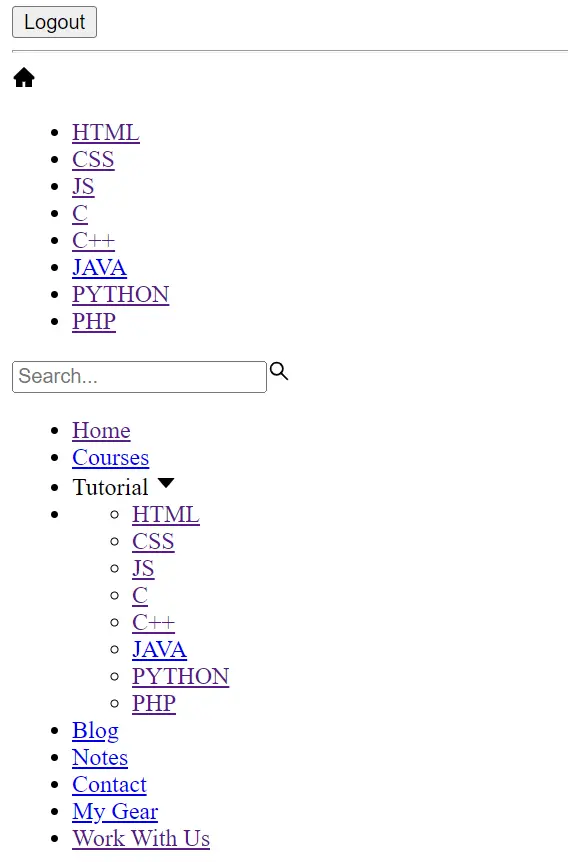 Logout
HTML
CSS
JS
C
C++
JAVA
PYTHON
PHP
Search...
Home
Courses
Tutorial
HTML
CSS
JS
C
C++
JAVA
PYTHON
PHP
Blog
Notes
Contact
My Gear
Work With Us